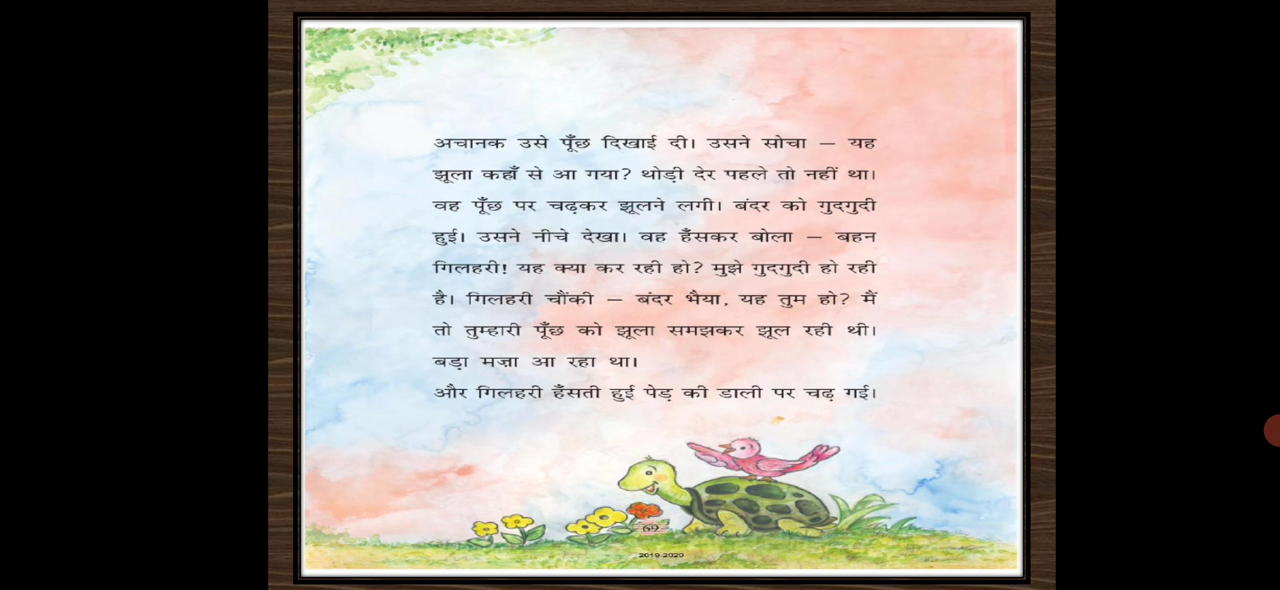 अचानक उसे पूँछ दिखाई दी। उसने सोचा – यह
झूला कहाँ से आ गया? थोड़ी देर पहले तो नहीं था।
वह पूँछ पर चढ़कर झूलने लगी। बंदर को गुदगुदी
हुई। उसने नीचे देखा। वह हँसकर बोला – बहन
गिलहरी! यह क्या कर रही हो? मुझे गुदगुदी हो रही
है। गिलहरी चौंकी – बंदर भैया, यह तुम हो? मैं
तो तुम्हारी पूँछ को झूला समझकर झूल रही थी।
बड़ा मज़ा आ रहा था।
और गिलहरी हँसती हुई पेड़ की डाली पर चढ़ गई।
69
2019-2020